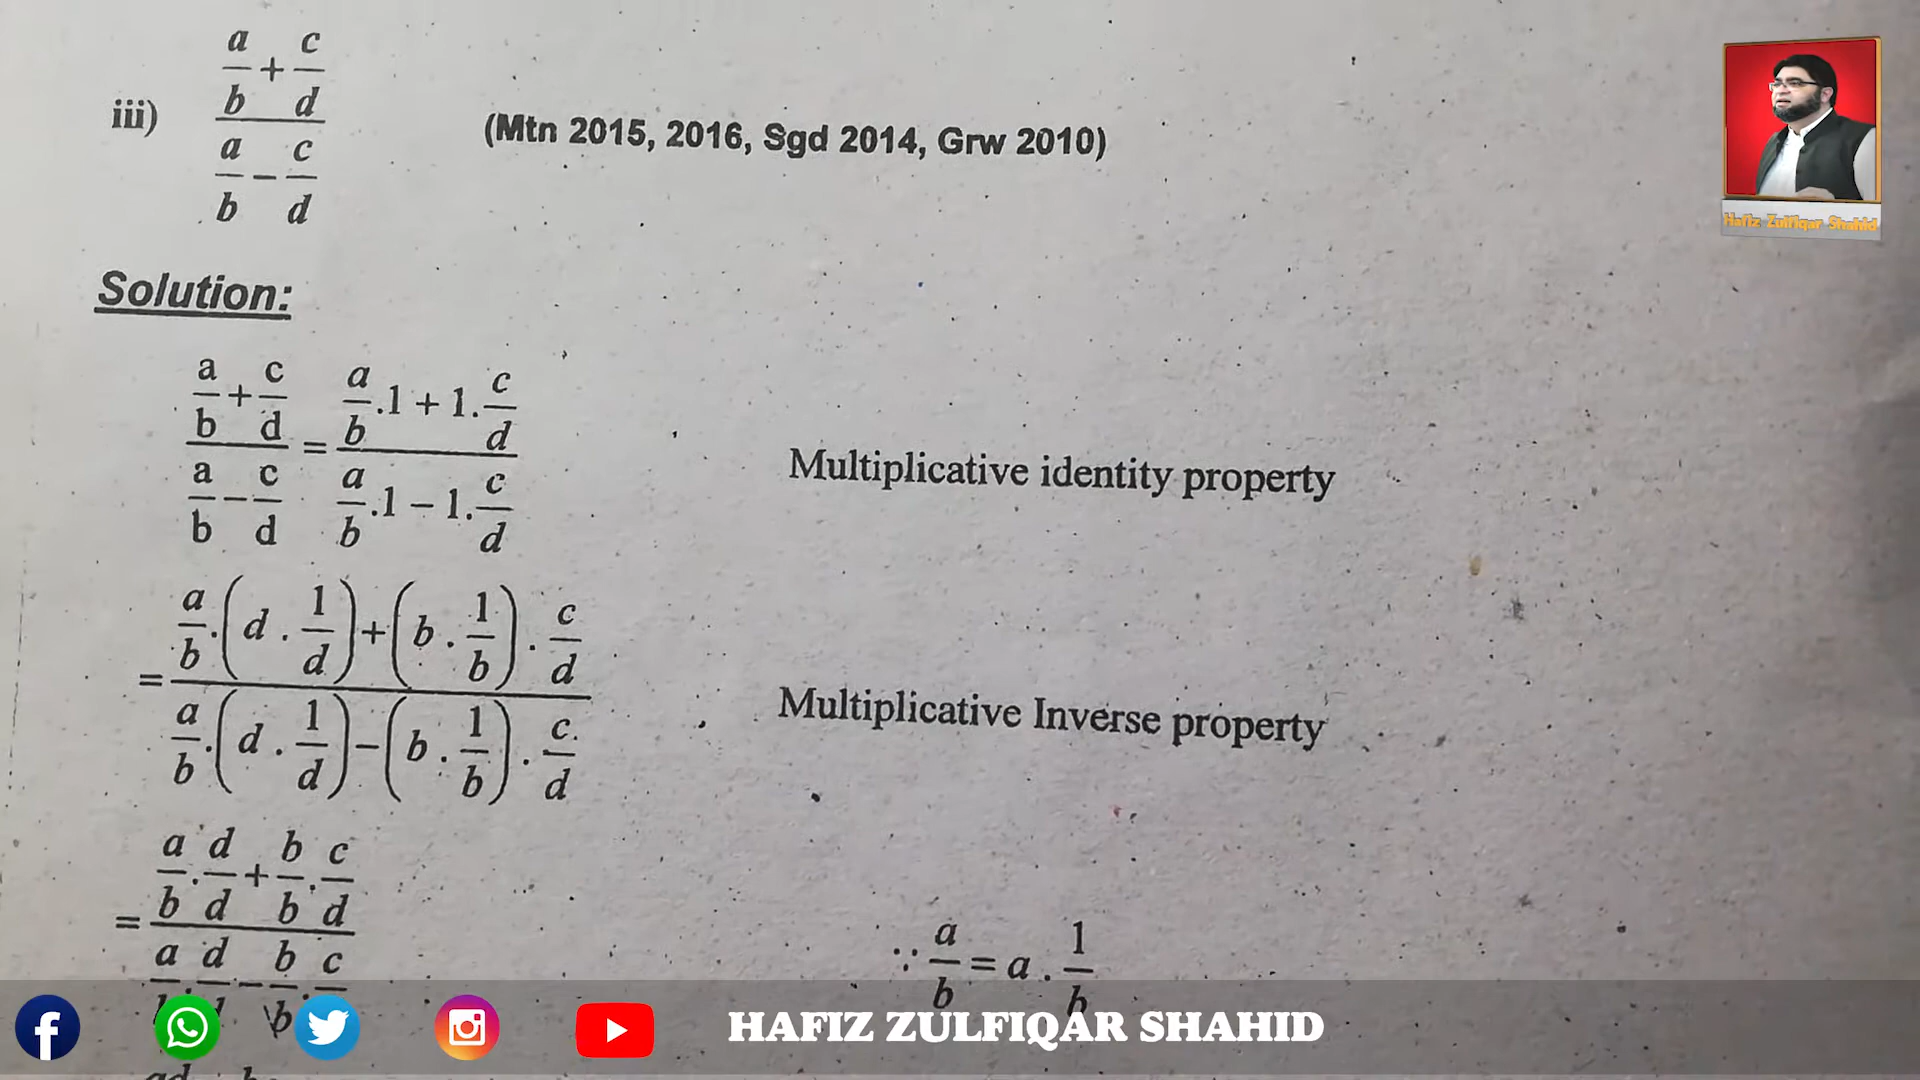 iii) (a/b + c/d) / (a/b - c/d) (Mtn 2015, 2016, Sgd 2014, Grw 2010)
Hafiz Zulfiqar Shahid
Solution:
(a/b + c/d) / (a/b - c/d) = (a/b .1 + 1. c/d) / (a/b .1 - 1. c/d) Multiplicative identity property
= (a/b .(d . 1/d) + (b . 1/b) . c/d) / (a/b .(d . 1/d) - (b . 1/b) . c/d) Multiplicative Inverse property
= (a/b . d/d + b/b . c/d) / (a . d - b/b . c) ∵ a/b = a . 1/b
HAFIZ ZULFIQAR SHAHID
ad